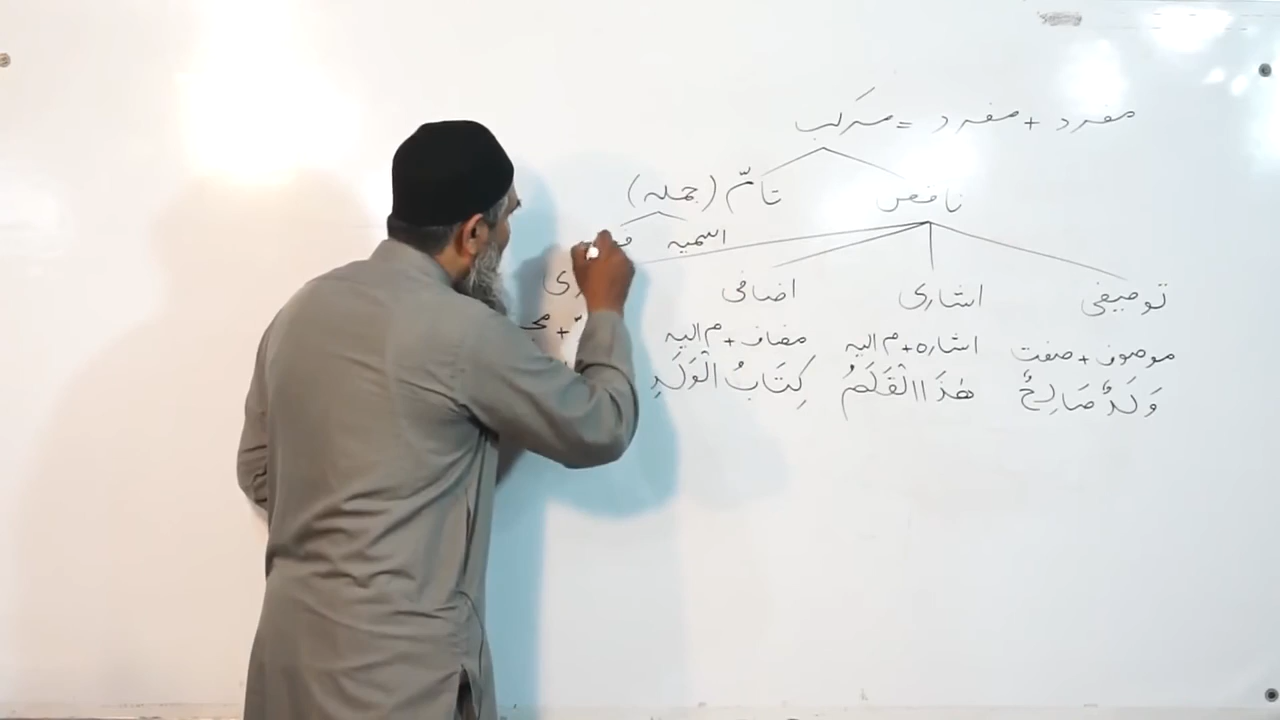 مفرد + مفرد = مرکب
ناقص تامّ (جملہ)
اسمیہ
توصیفی اشاری اضافی
موصوف + صفت اشارہ + م الیہ مضاف + م الیہ
وَلَدٌ صَالِحٌ ھٰذَا الْقَلَمُ کِتَابُ الْوَلَدِ